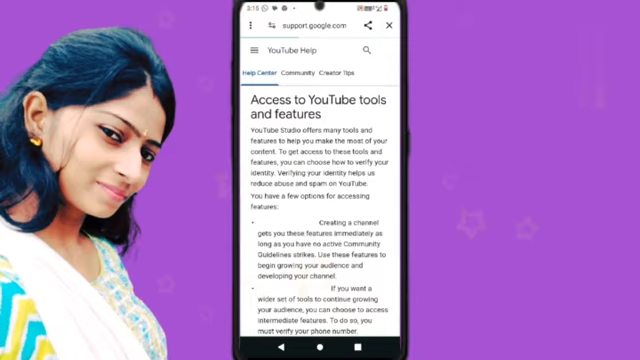 3:15
support.google.com
YouTube Help
Help Center Community Creator Tips
Access to YouTube tools
and features
YouTube Studio offers many tools and
features to help you make the most of your
content. To get access to these tools and
features, you can choose how to verify your
identity. Verifying your identity helps us
reduce abuse and spam on YouTube.
You have a few options for accessing
features:
• Creating a channel
gets you these features immediately as
long as you have no active Community
Guidelines strikes. Use these features to
begin growing your audience and
developing your channel.
• If you want a
wider set of tools to continue growing
your audience, you can choose to access
intermediate features. To do so, you
must verify your phone number.